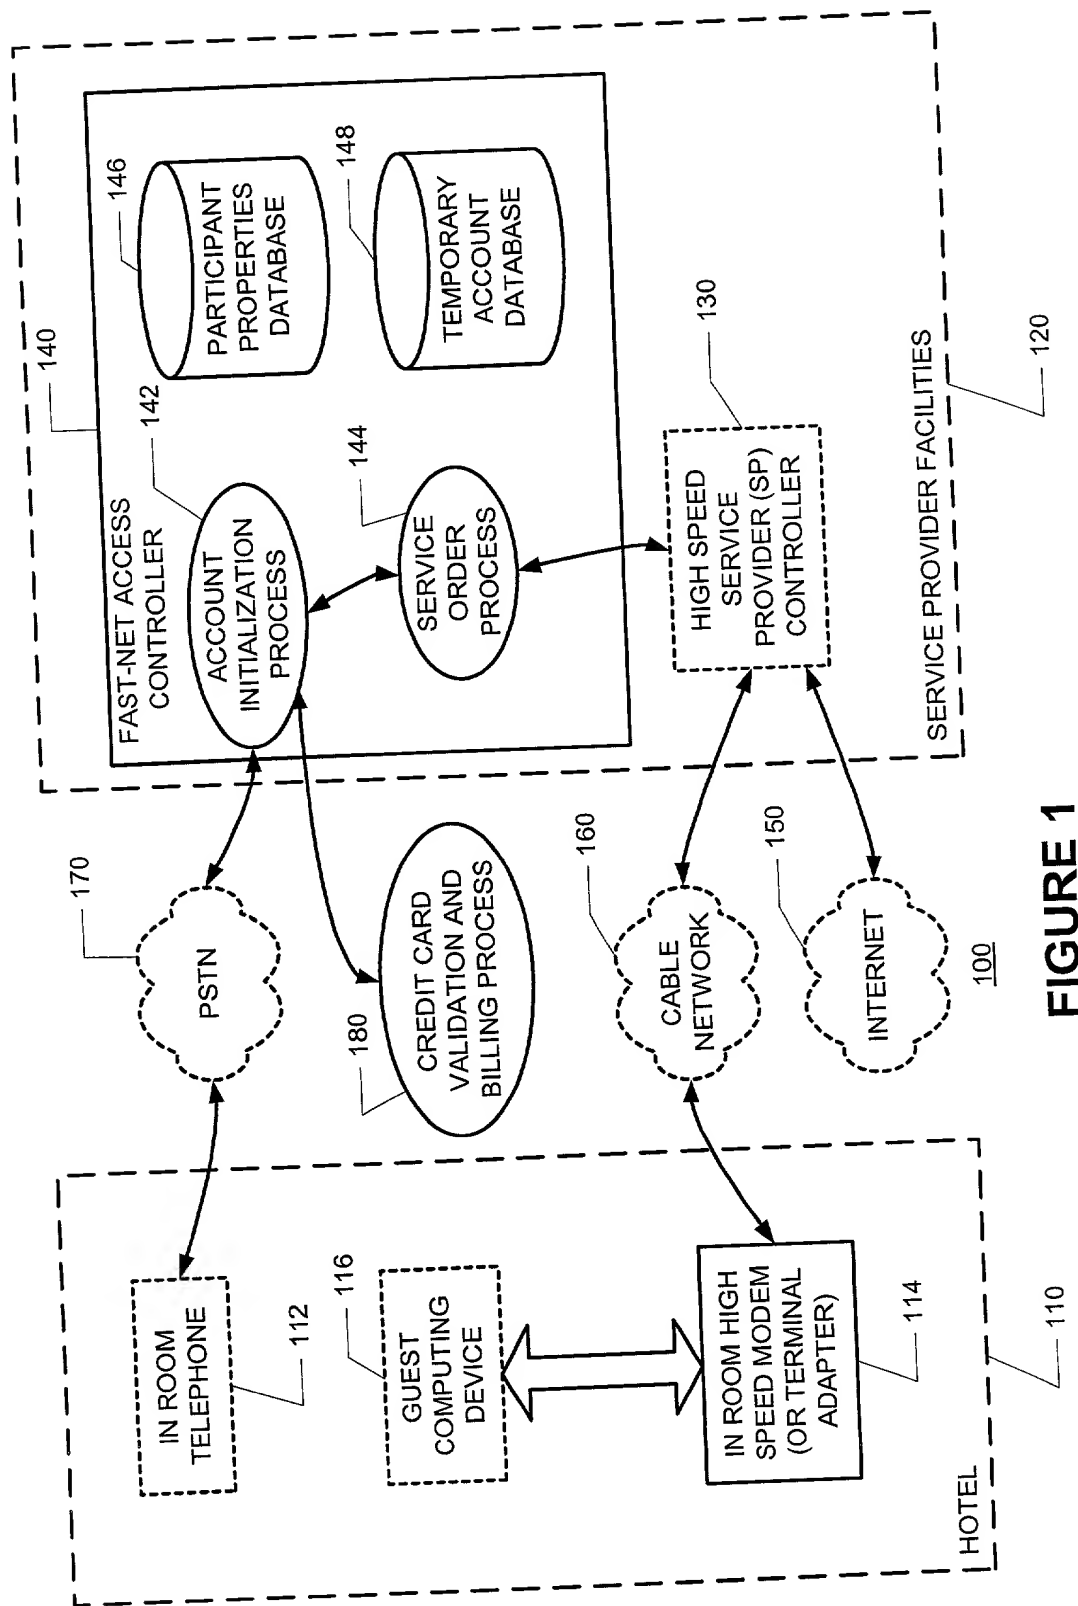 140
146
FAST-NET ACCESS
CONTROLLER
142
PARTICIPANT
PROPERTIES
DATABASE
ACCOUNT
INITIALIZATION
PROCESS
144
148
SERVICE
ORDER
PROCESS
TEMPORARY
ACCOUNT
DATABASE
130
HIGH SPEED
SERVICE
PROVIDER (SP)
CONTROLLER
SERVICE PROVIDER FACILITIES
120
170
PSTN
180
CREDIT CARD
VALIDATION AND
BILLING PROCESS
160
CABLE
NETWORK
150
INTERNET
100
IN ROOM
TELEPHONE
112
116
GUEST
COMPUTING
DEVICE
IN ROOM HIGH
SPEED MODEM
(OR TERMINAL
ADAPTER)
114
HOTEL
110
FIGURE 1